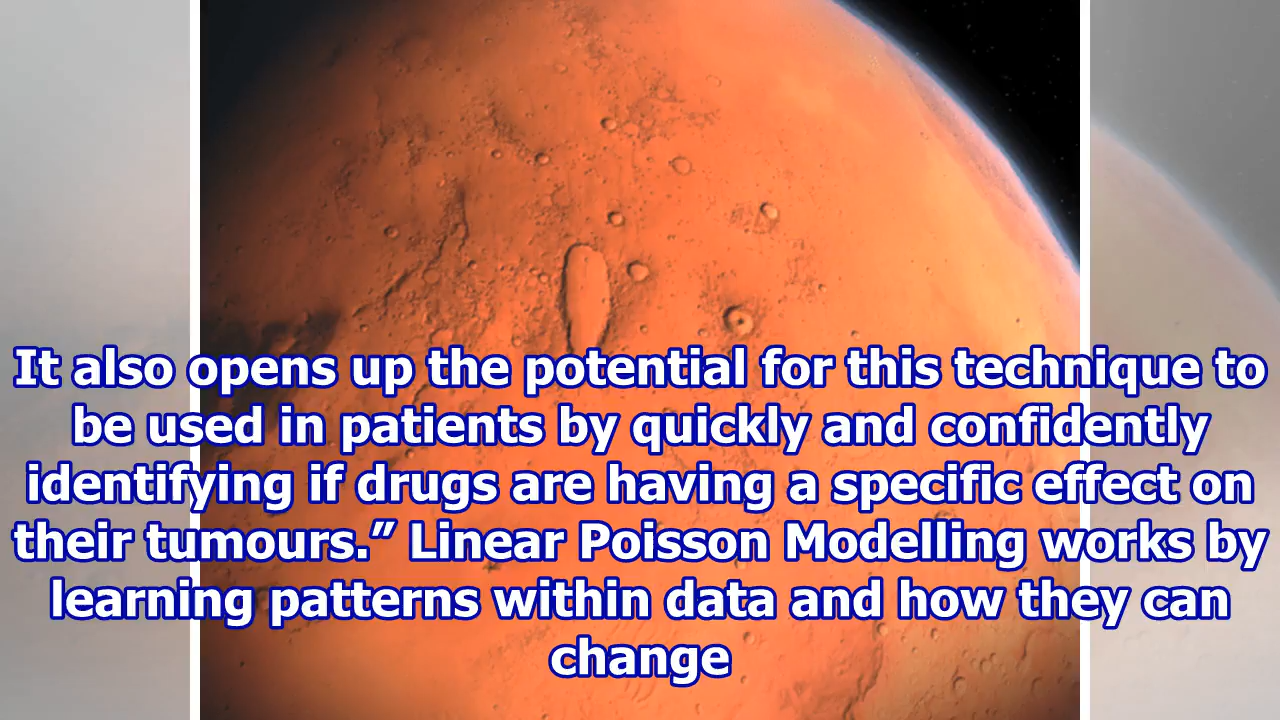 It also opens up the potential for this technique to
be used in patients by quickly and confidently
identifying if drugs are having a specific effect on
their tumours.” Linear Poisson Modelling works by
learning patterns within data and how they can
change